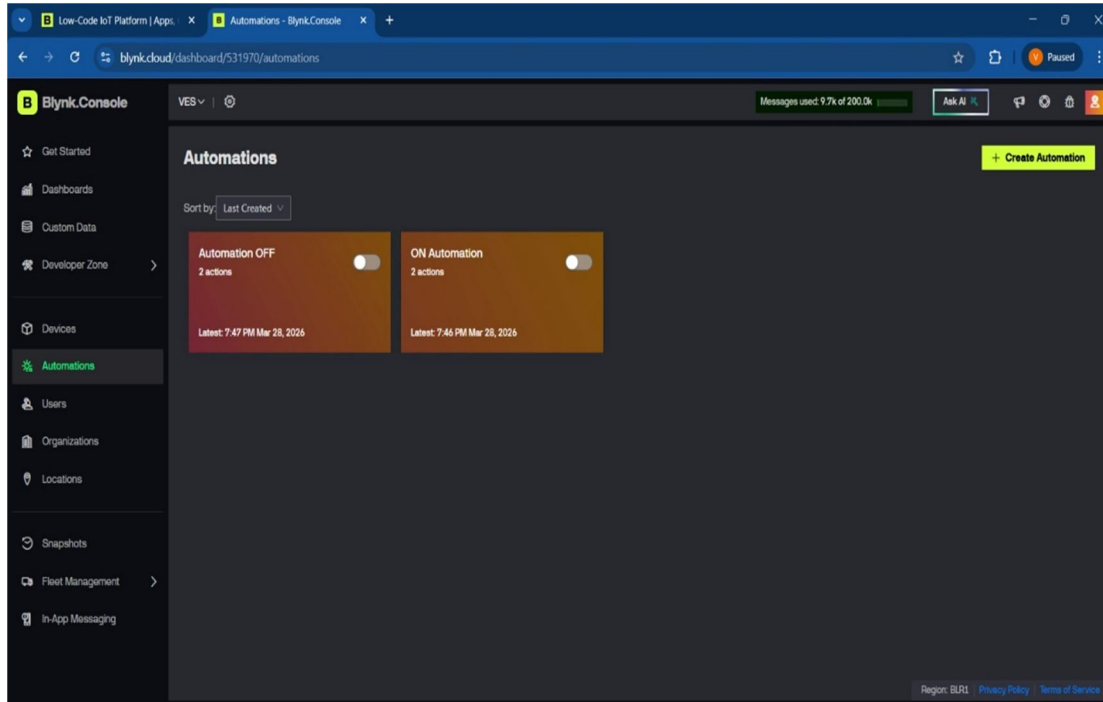 Low-Code IoT Platform | Apps,
Automations - Blynk.Console
blynk.cloud/dashboard/531970/automations
Paused
B Blynk.Console
VES
Messages used: 9.7k of 200.0k
Ask AI
Get Started
Dashboards
Custom Data
Developer Zone
Devices
Automations
Users
Organizations
Locations
Snapshots
Fleet Management
In-App Messaging
Automations
+ Create Automation
Sort by: Last Created
Automation OFF
2 actions
Latest: 7:47 PM Mar 28, 2026
ON Automation
2 actions
Latest: 7:46 PM Mar 28, 2026
Region: BLR1 Privacy Policy Terms of Service